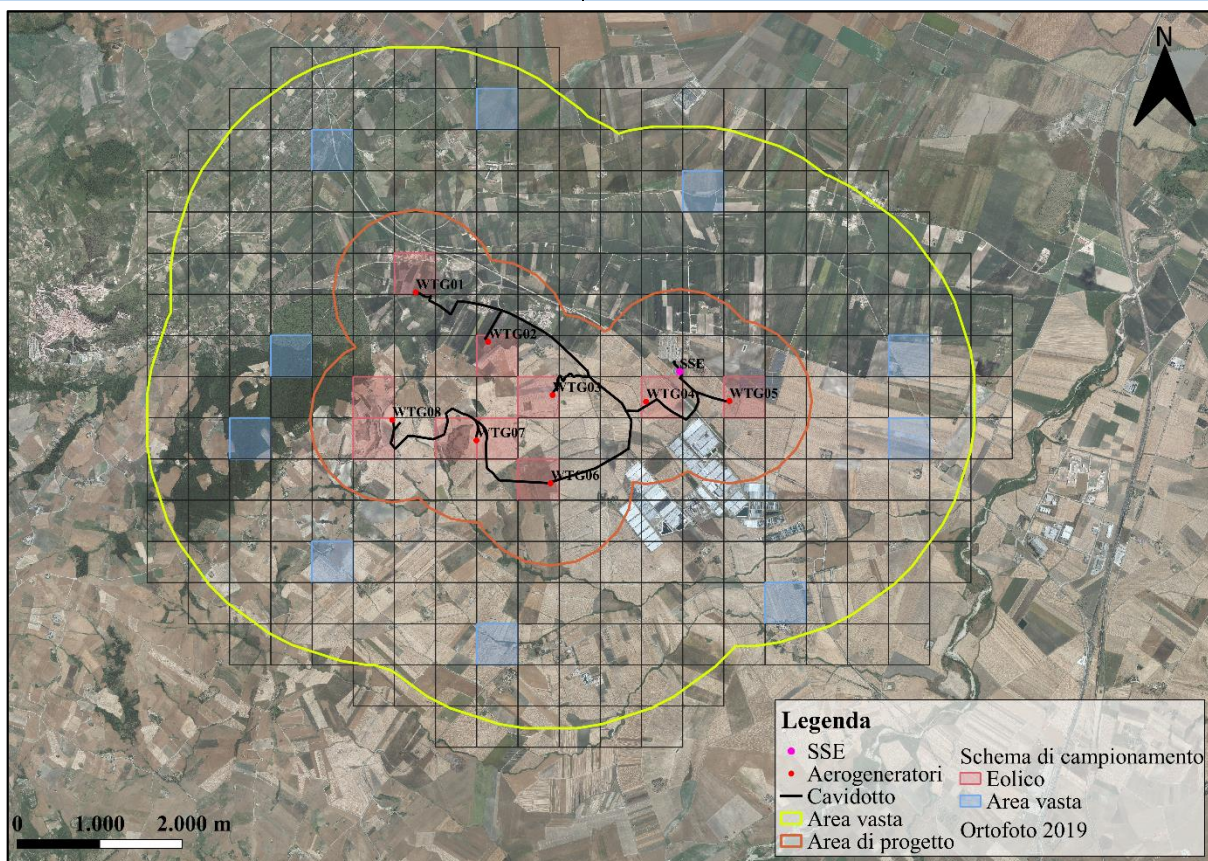 N
WTG01
WTG02
SSE
WTG03
WTG04
WTG05
WTG08
WTG07
WTG06
Legenda
SSE
Aerogeneratori
Cavidotto
Area vasta
Area di progetto
Schema di campionamento
Eolico
Area vasta
Ortofoto 2019
0 1.000 2.000 m